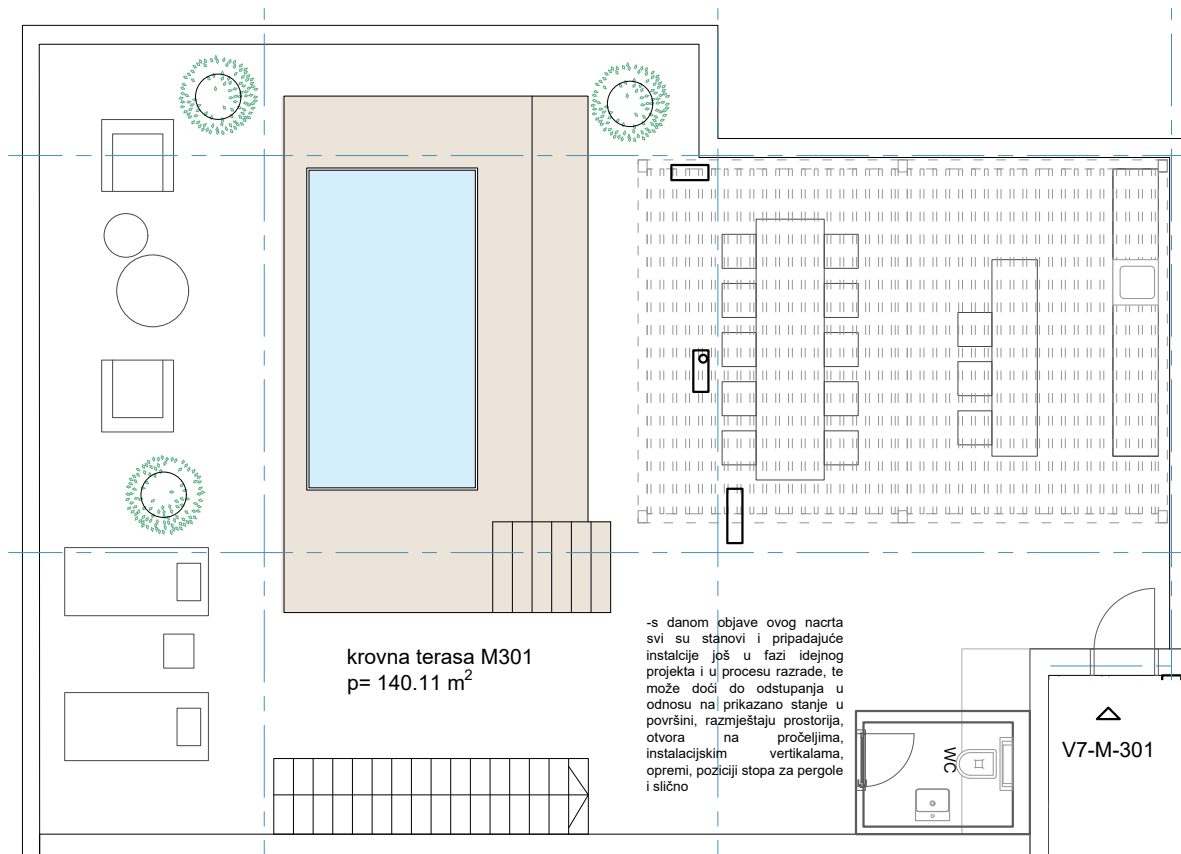 krovna terasa M301
p= 140.11 m²
-s danom objave ovog nacrta
svi su stanovi i pripadajuće
instalcije još u fazi idejnog
projekta i u procesu razrade, te
može doći do odstupanja u
odnosu na prikazano stanje u
površini, razmještaju prostorija,
otvora na pročeljima,
instalacijskim vertikalama,
opremi, poziciji stopa za pergole
i slično
WC
V7-M-301